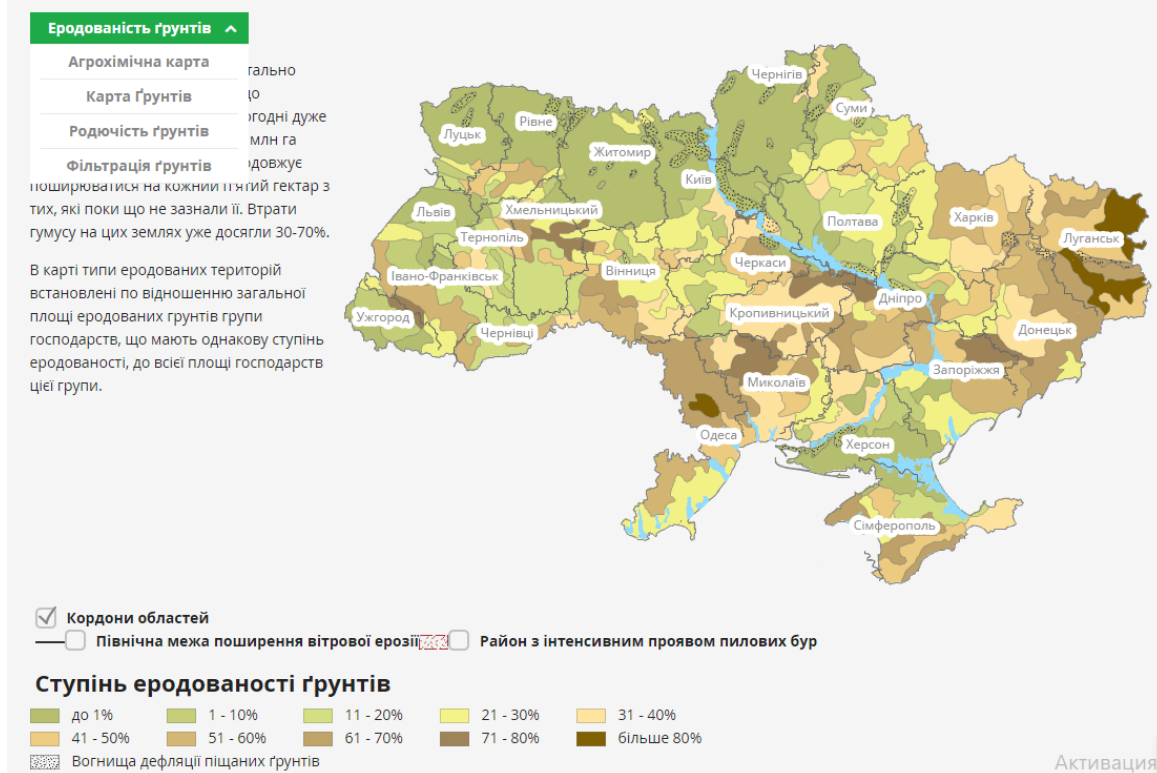 Еродованість ґрунтів
Агрохімічна карта
Карта Ґрунтів
Родючість ґрунтів
Фільтрація ґрунтів
тально
що
огодні дуже
млн га
одовжує
поширюватися на кожний п'ятий гектар з
тих, які поки що не зазнали її. Втрати
гумусу на цих землях уже досягли 30-70%.
В карті типи еродованих територій
встановлені по відношенню загальної
площі еродованих грунтів групи
господарств, що мають однакову ступінь
еродованості, до всієї площі господарств
цієї групи.
Чернігів
Суми
Луцьк
Рівне
Житомир
Київ
Львів
Хмельницький
Тернопіль
Полтава
Харків
Луганськ
Івано-Франківськ
Вінниця
Черкаси
Ужгород
Чернівці
Кропивницький
Дніпро
Донецьк
Миколаїв
Запоріжжя
Одеса
Херсон
Сімферополь
Кордони областей
Північна межа поширення вітрової ерозії
Район з інтенсивним проявом пилових бур
Ступінь еродованості ґрунтів
до 1%
1 - 10%
11 - 20%
21 - 30%
31 - 40%
41 - 50%
51 - 60%
61 - 70%
71 - 80%
більше 80%
Вогнища дефляції піщаних ґрунтів
Активация